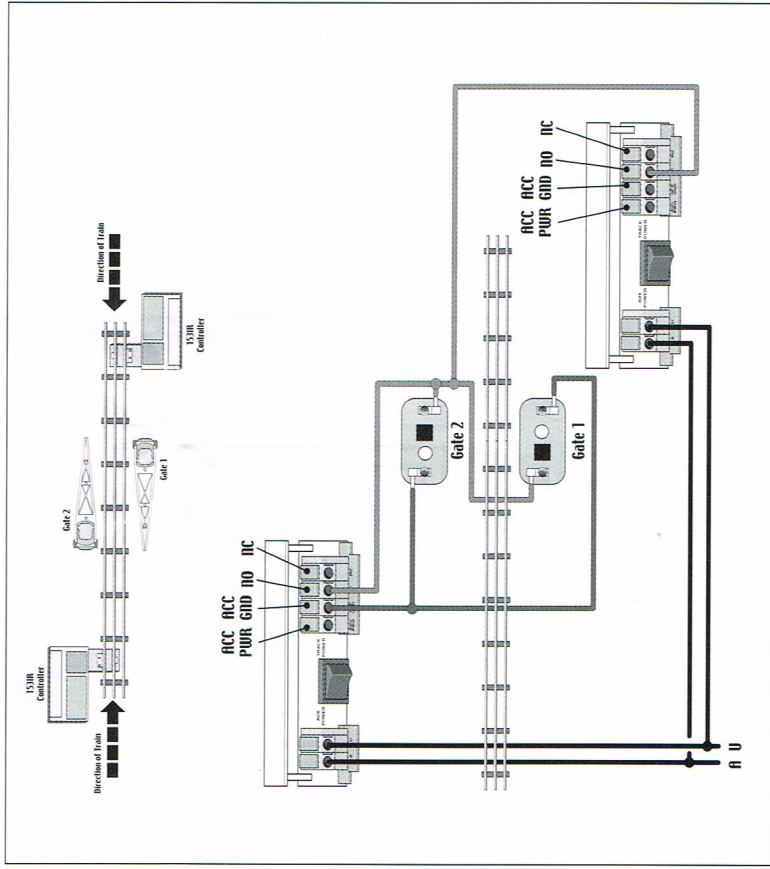 153IR
Controller
Direction of Train
Gate 2
Gate 1
Direction of Train
153IR
Controller
ACC ACC
PWR GND NO NC
AUX
POWER
TRACK
POWER
Gate 2
Gate 1
ACC ACC
PWR GND NO NC
AUX
POWER
TRACK
POWER
A U